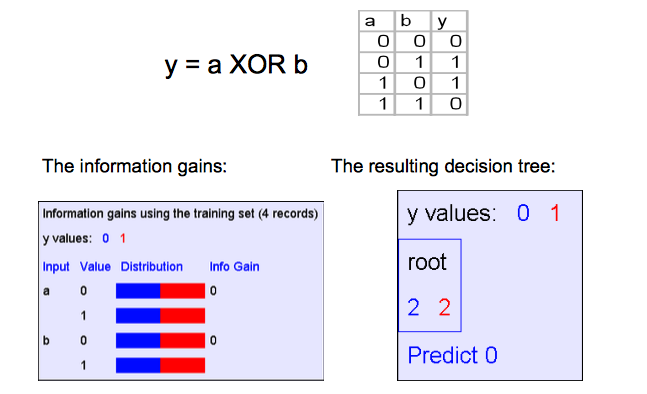 y = a XOR b
a b y
0 0 0
0 1 1
1 0 1
1 1 0
The information gains:
Information gains using the training set (4 records)
y values: 0 1
Input Value Distribution Info Gain
a 0 0
1
b 0 0
1
The resulting decision tree:
y values: 0 1
root
2 2
Predict 0